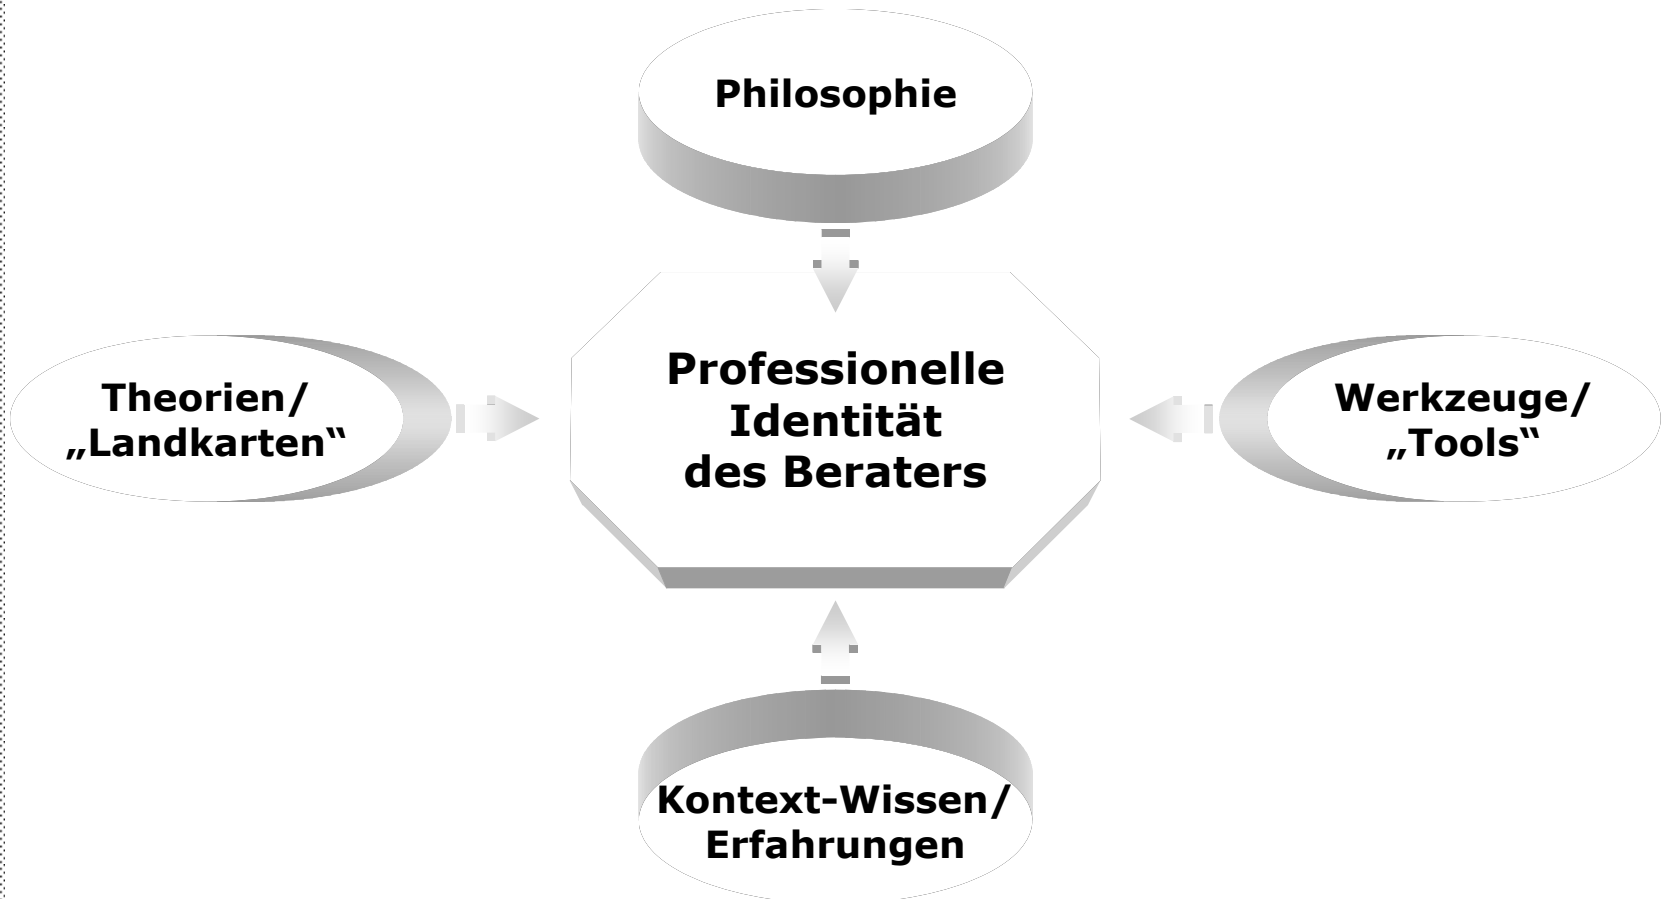 Philosophie
Theorien/
„Landkarten‟
Professionelle
Identität
des Beraters
Werkzeuge/
„Tools‟
Kontext-Wissen/
Erfahrungen